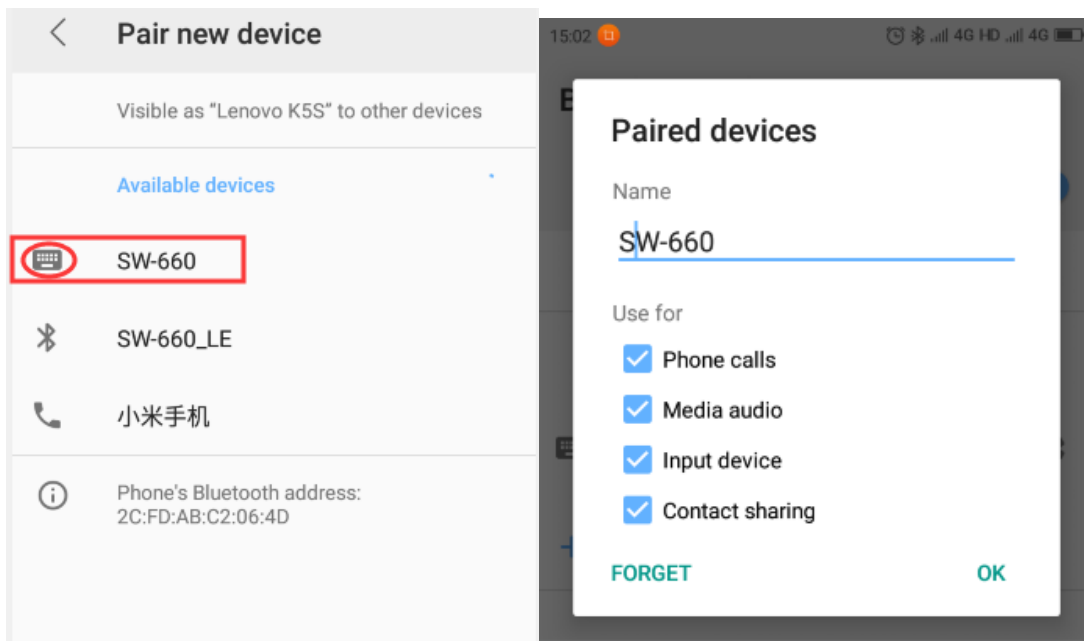 Pair new device
Visible as “Lenovo K5S” to other devices
Available devices
SW-660
SW-660_LE
小米手机
Phone's Bluetooth address:
2C:FD:AB:C2:06:4D
15:02 4G HD 4G
Paired devices
Name
SW-660
Use for
Phone calls
Media audio
Input device
Contact sharing
FORGET OK